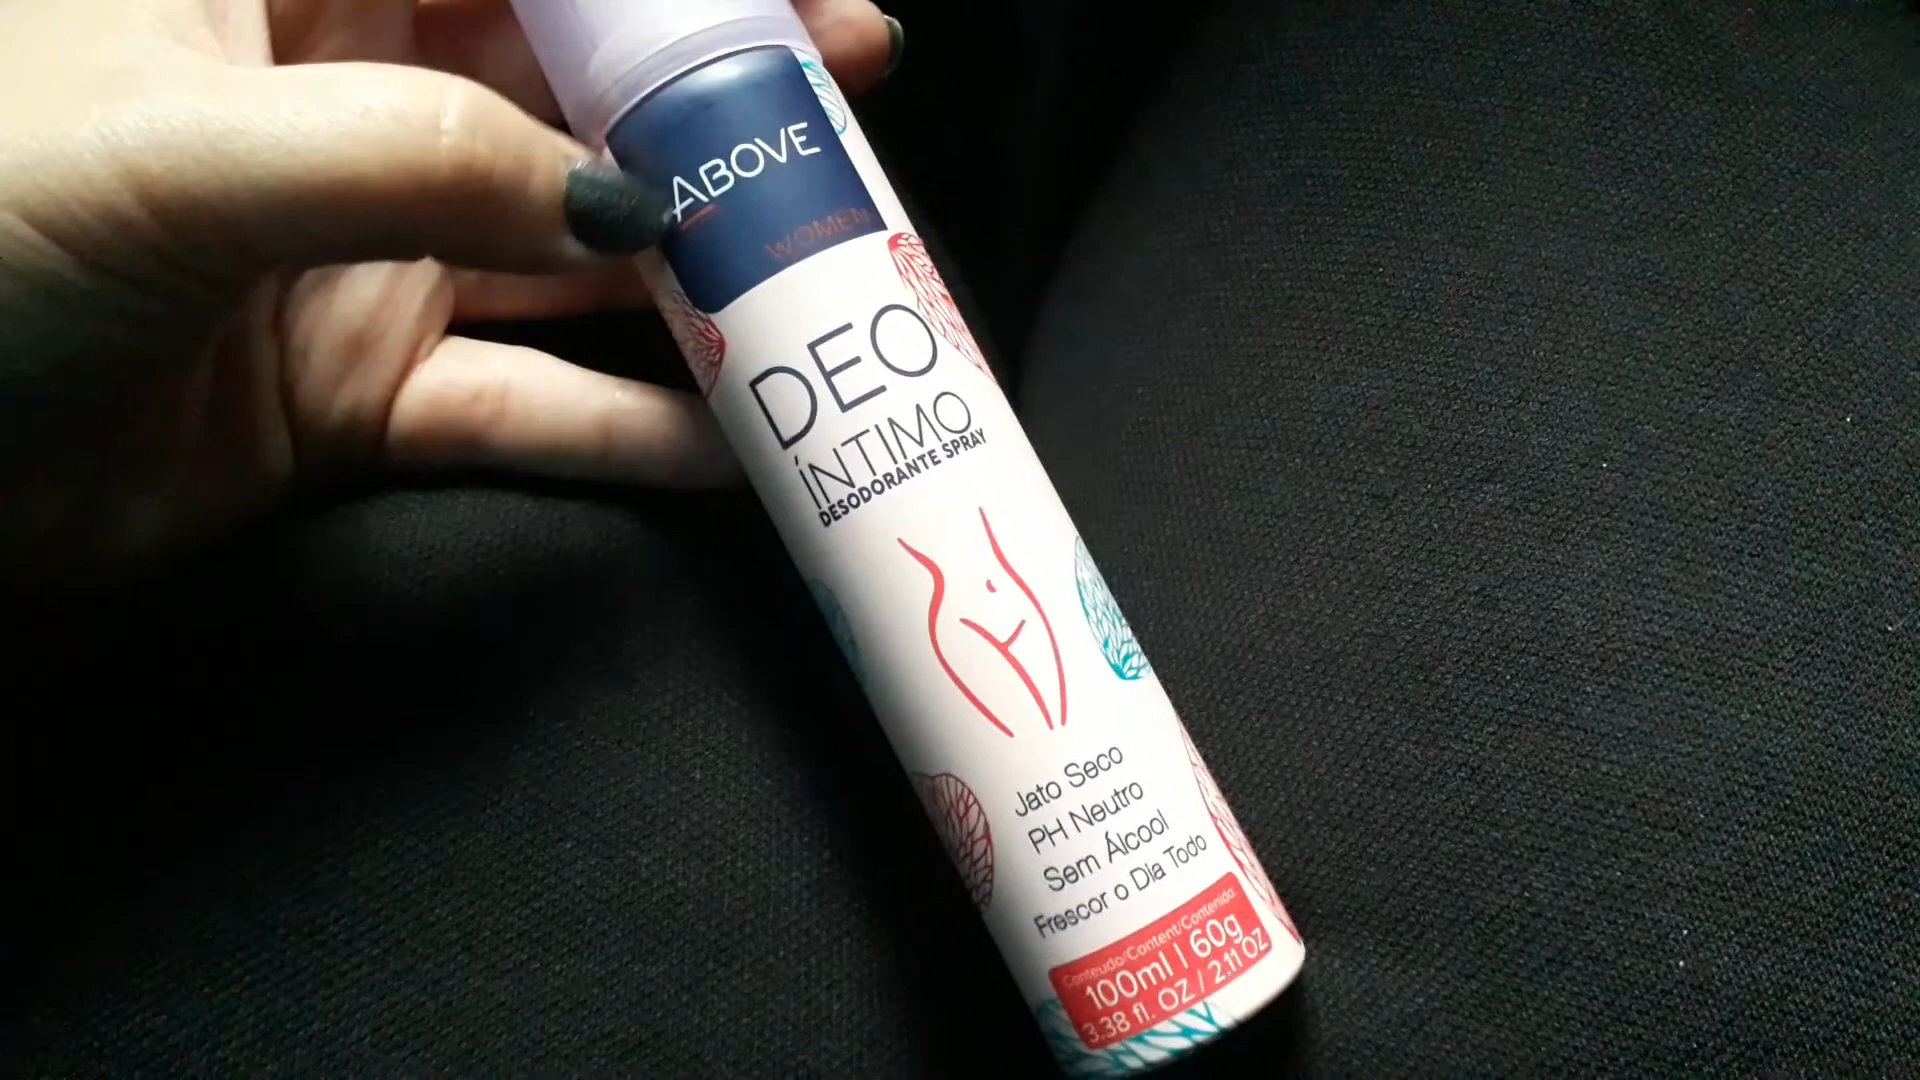 ABOVE
WOMEN
DEO
ÍNTIMO
DESODORANTE SPRAY
Jato Seco
PH Neutro
Sem Álcool
Frescor o Dia Todo
Conteúdo/Content/Contenido:
100ml | 60g
3.38 fl. OZ / 2.11 OZ